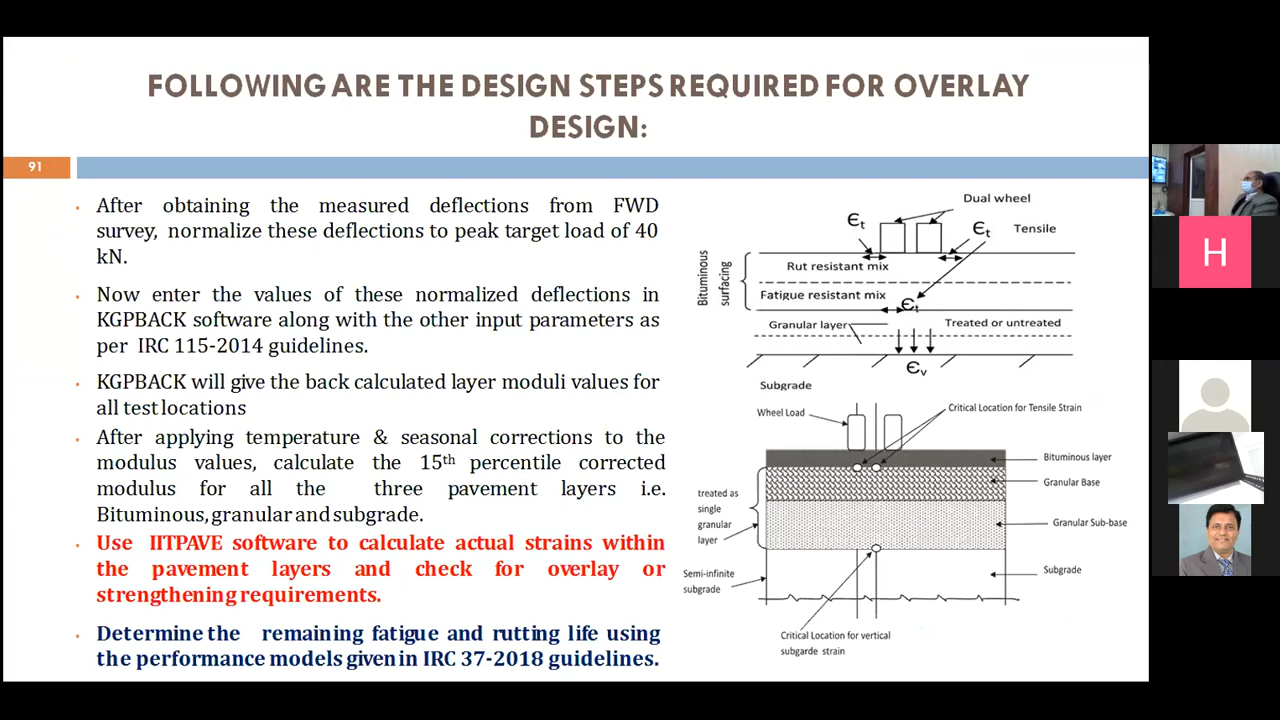 FOLLOWING ARE THE DESIGN STEPS REQUIRED FOR OVERLAY
DESIGN:
91
After obtaining the measured deflections from FWD
survey, normalize these deflections to peak target load of 40
kN.
Now enter the values of these normalized deflections in
KGPBACK software along with the other input parameters as
per IRC 115-2014 guidelines.
KGPBACK will give the back calculated layer moduli values for
all test locations
After applying temperature & seasonal corrections to the
modulus values, calculate the 15th percentile corrected
modulus for all the three pavement layers i.e.
Bituminous, granular and subgrade.
Use IITPAVE software to calculate actual strains within
the pavement layers and check for overlay or
strengthening requirements.
Determine the remaining fatigue and rutting life using
the performance models given in IRC 37-2018 guidelines.
Dual wheel
Єt
Єt
Tensile
Bituminous
surfacing
Rut resistant mix
Fatigue resistant mix
Єt
Granular layer
Treated or untreated
Єv
Subgrade
Wheel Load
Critical Location for Tensile Strain
Bituminous layer
Granular Base
treated as
single
granular
layer
Granular Sub-base
Semi-infinite
subgrade
Subgrade
Critical Location for vertical
subgarde strain
H